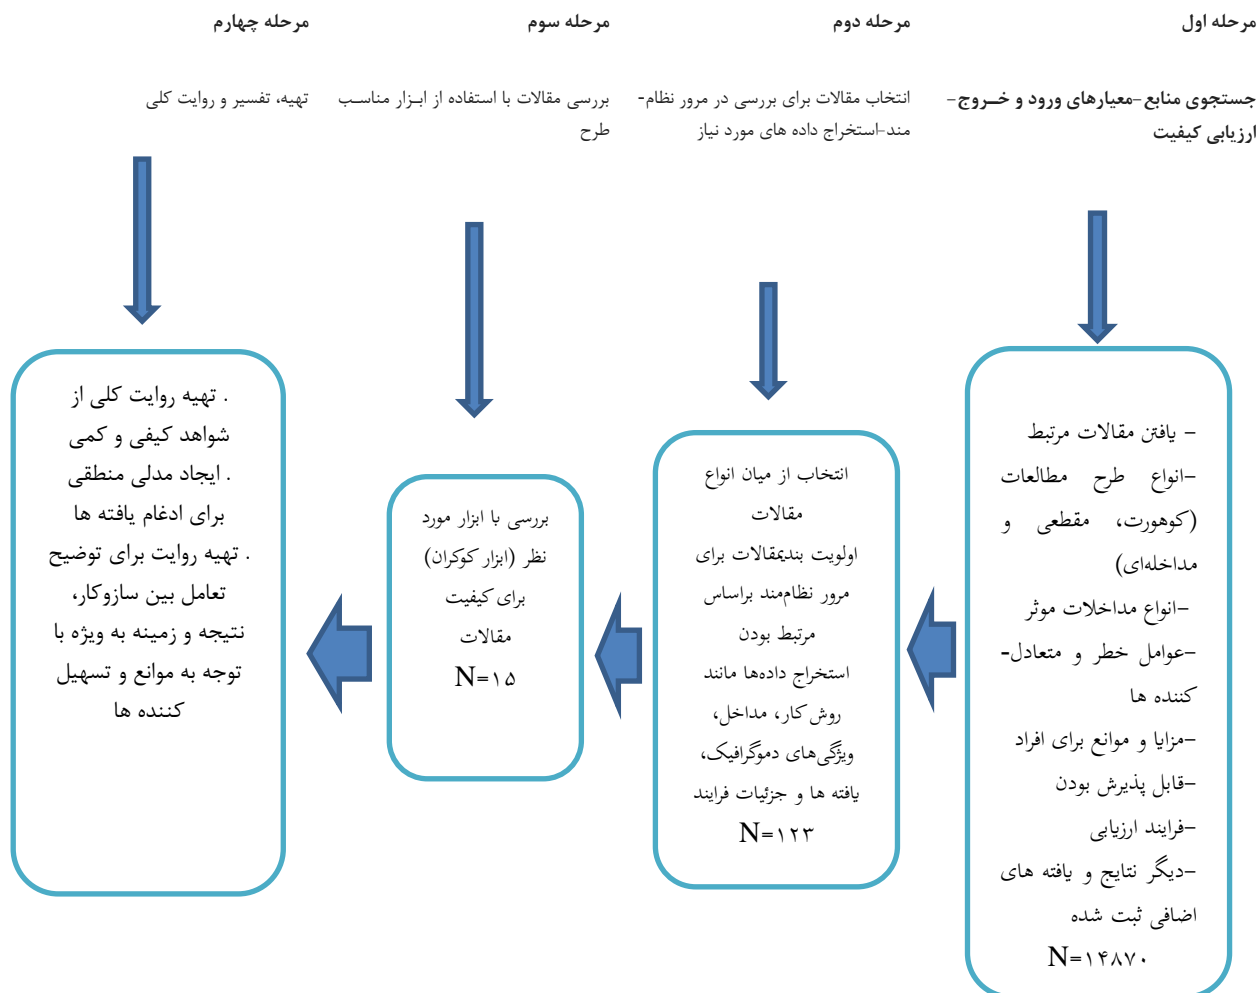 مرحله اول
جستجوی منابع-معیارهای ورود و خـــروج-
ارزیابی کیفیت
- یافتن مقالات مرتبط
-انواع طرح مطالعات
(کوهورت، مقطعی و
مداخله‌ای)
-انواع مداخلات موثر
-عوامل خطر و متعادل-
کننده ها
-مزایا و موانع برای افراد
-قابل پذیرش بودن
-فرایند ارزیابی
-دیگر نتایج و یافته های
اضافی ثبت شده
N=۱۴۸۷۰
مرحله دوم
انتخاب مقالات برای بررسی در مرور نظام-
مند-استخراج داده های مورد نیاز
انتخاب از میان انواع
مقالات
اولویت بندیمقالات برای
مرور نظام‌مند براساس
مرتبط بودن
استخراج داده‌ها مانند
روش کار، مداخل،
ویژگی‌های دموگرافیک،
یافته ها و جزئیات فرایند
N=۱۲۳
مرحله سوم
بررسی مقالات با استفاده از ابـزار مناسـب
طرح
بررسی با ابزار مورد
نظر (ابزار کوکران)
برای کیفیت
مقالات
N=۱۵
مرحله چهارم
تهیه، تفسیر و روایت کلی
. تهیه روایت کلی از
شواهد کیفی و کمی
. ایجاد مدلی منطقی
برای ادغام یافته ها
. تهیه روایت برای توضیح
تعامل بین سازوکار،
نتیجه و زمینه به ویژه با
توجه به موانع و تسهیل
کننده ها